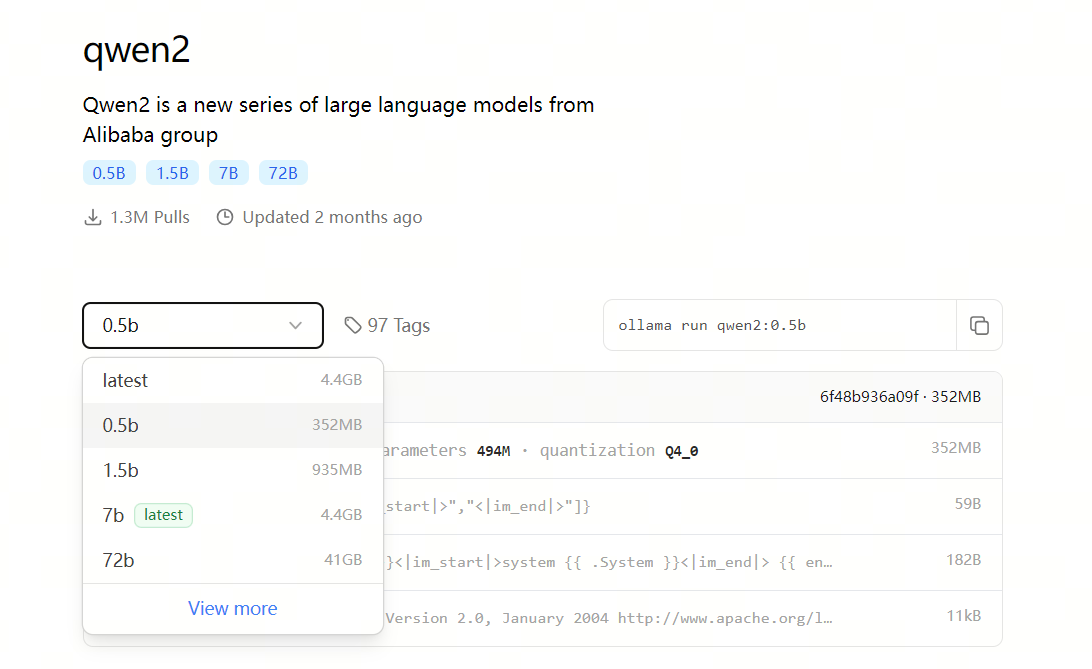 qwen2
Qwen2 is a new series of large language models from
Alibaba group
0.5B 1.5B 7B 72B
1.3M Pulls Updated 2 months ago
0.5b 97 Tags ollama run qwen2:0.5b
latest 4.4GB
0.5b 352MB
1.5b 935MB
7b latest 4.4GB
72b 41GB
View more
6f48b936a09f · 352MB
arameters 494M · quantization Q4_0 352MB
_start|>","<|im_end|>"]} 59B
}<|im_start|>system {{ .System }}<|im_end|> {{ en… 182B
Version 2.0, January 2004 http://www.apache.org/l… 11kB